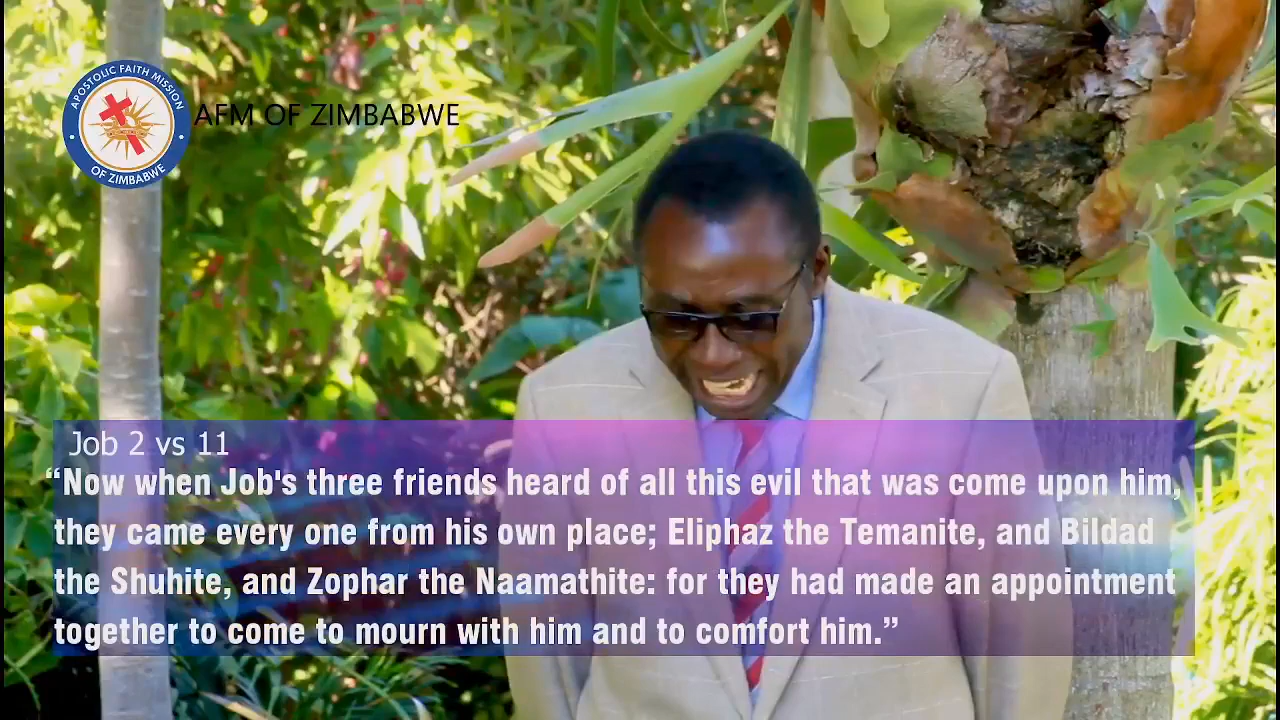 APOSTOLIC FAITH MISSION
OF ZIMBABWE
AFM OF ZIMBABWE
Job 2 vs 11
“Now when Job's three friends heard of all this evil that was come upon him,
they came every one from his own place; Eliphaz the Temanite, and Bildad
the Shuhite, and Zophar the Naamathite: for they had made an appointment
together to come to mourn with him and to comfort him.”